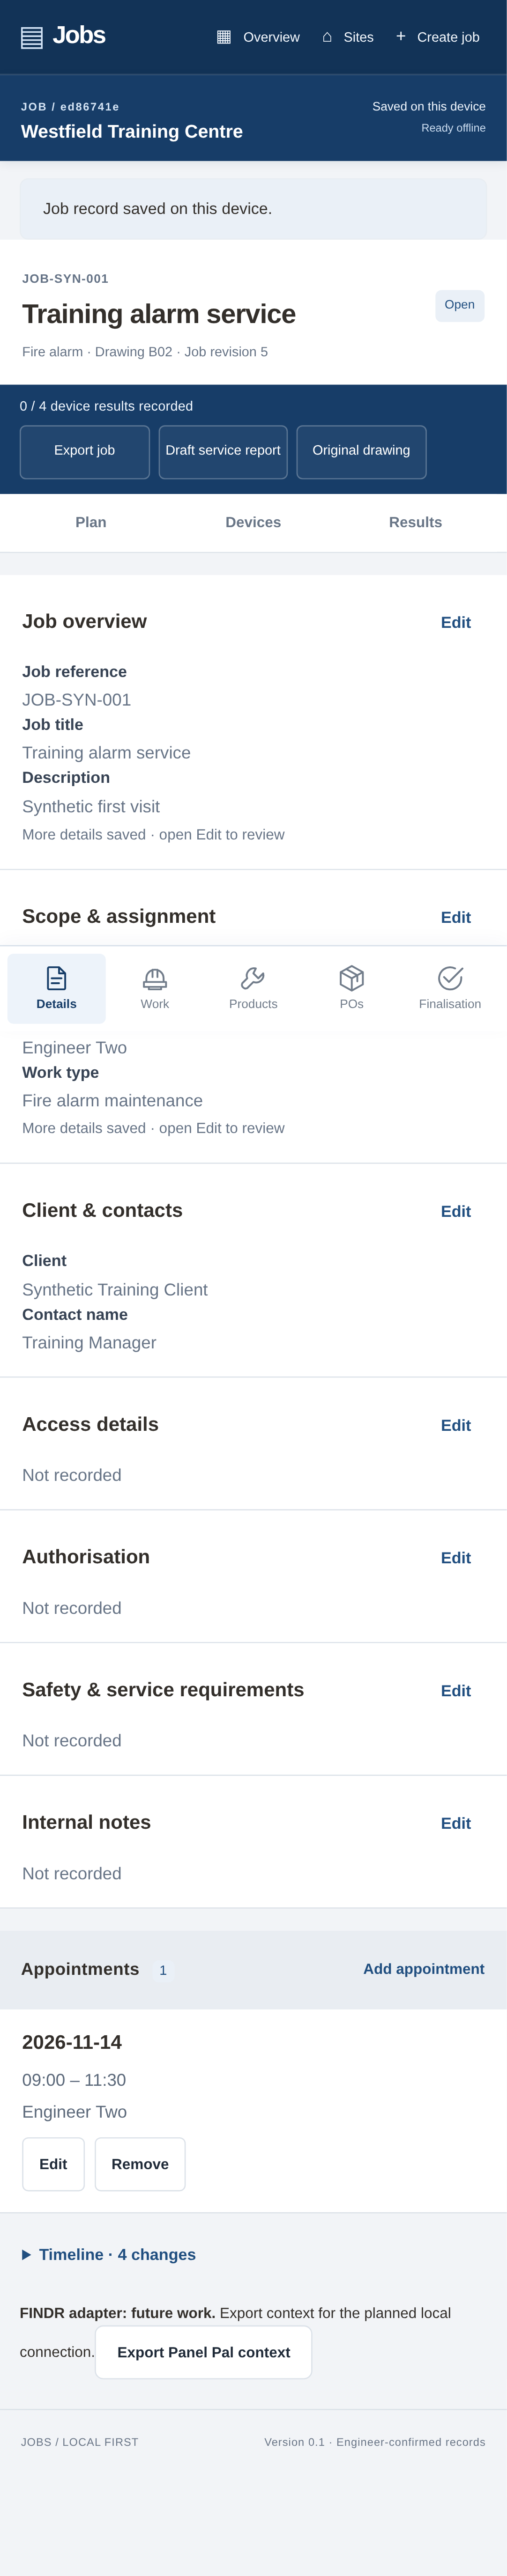 Jobs
Overview
Sites
+ Create job
JOB / ed86741e
Saved on this device
Westfield Training Centre
Ready offline
Job record saved on this device.
JOB-SYN-001
Training alarm service
Open
Fire alarm · Drawing B02 · Job revision 5
0 / 4 device results recorded
Export job
Draft service report
Original drawing
Plan
Devices
Results
Job overview
Edit
Job reference
JOB-SYN-001
Job title
Training alarm service
Description
Synthetic first visit
More details saved · open Edit to review
Scope & assignment
Edit
Details
Work
Products
POs
Finalisation
Engineer Two
Work type
Fire alarm maintenance
More details saved · open Edit to review
Client & contacts
Edit
Client
Synthetic Training Client
Contact name
Training Manager
Access details
Edit
Not recorded
Authorisation
Edit
Not recorded
Safety & service requirements
Edit
Not recorded
Internal notes
Edit
Not recorded
Appointments 1
Add appointment
2026-11-14
09:00 – 11:30
Engineer Two
Edit
Remove
Timeline · 4 changes
FINDR adapter: future work. Export context for the planned local
connection. Export Panel Pal context
JOBS / LOCAL FIRST
Version 0.1 · Engineer-confirmed records